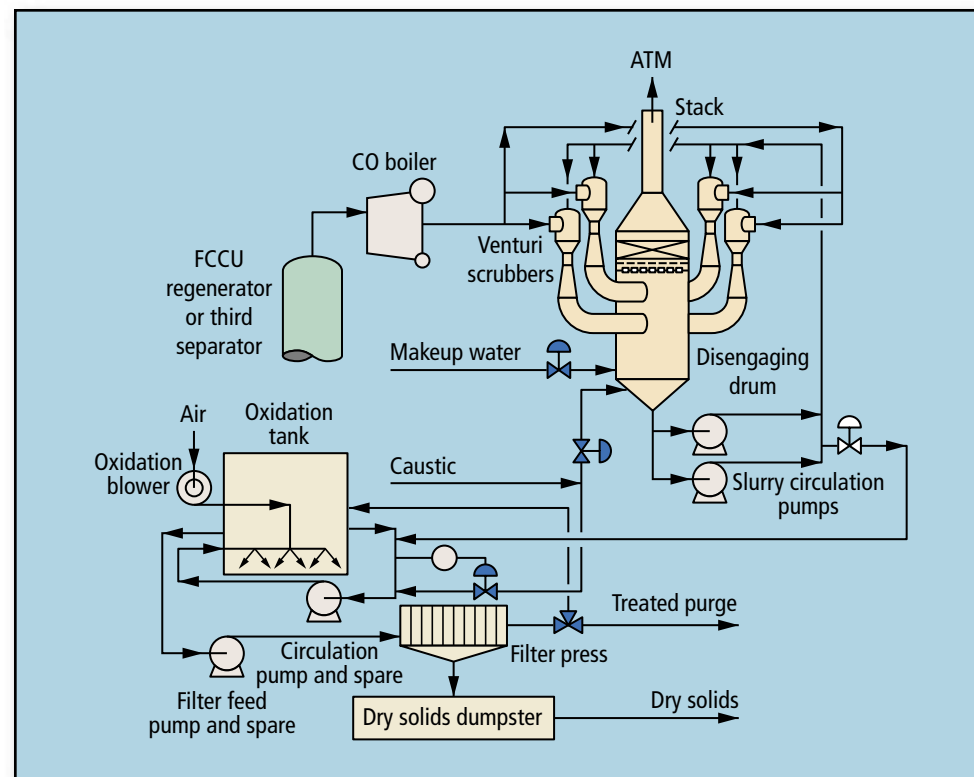 ATM
Stack
CO boiler
Venturi
scrubbers
FCCU
regenerator
or third
separator
Makeup water
Disengaging
drum
Air
Oxidation
tank
Oxidation
blower
Caustic
Slurry circulation
pumps
Treated purge
Circulation
pump and spare
Filter press
Filter feed
pump and spare
Dry solids dumpster
Dry solids